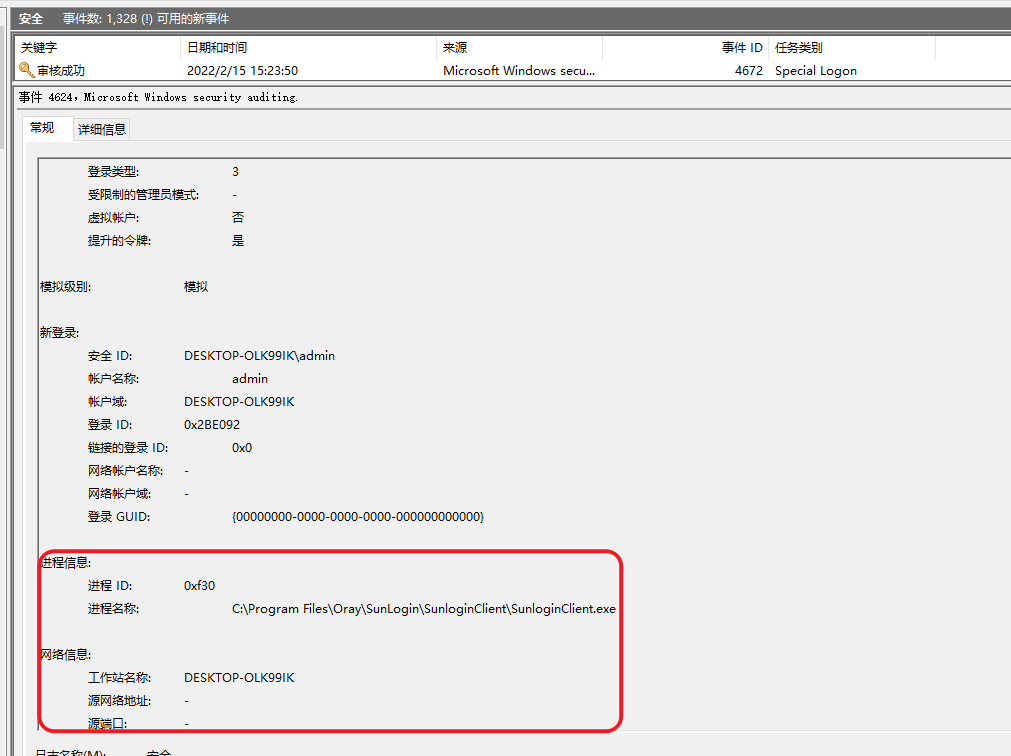 安全 事件数: 1,328 (!) 可用的新事件
关键字 日期和时间 来源 事件 ID 任务类别
审核成功 2022/2/15 15:23:50 Microsoft Windows secu... 4672 Special Logon
事件 4624，Microsoft Windows security auditing.
常规 详细信息
登录类型: 3
受限制的管理员模式: -
虚拟帐户: 否
提升的令牌: 是
模拟级别: 模拟
新登录:
安全 ID: DESKTOP-OLK99IK\admin
帐户名称: admin
帐户域: DESKTOP-OLK99IK
登录 ID: 0x2BE092
链接的登录 ID: 0x0
网络帐户名称: -
网络帐户域: -
登录 GUID: {00000000-0000-0000-0000-000000000000}
进程信息:
进程 ID: 0xf30
进程名称: C:\Program Files\Oray\SunLogin\SunloginClient\SunloginClient.exe
网络信息:
工作站名称: DESKTOP-OLK99IK
源网络地址: -
源端口: -
日志名称(M): 安全